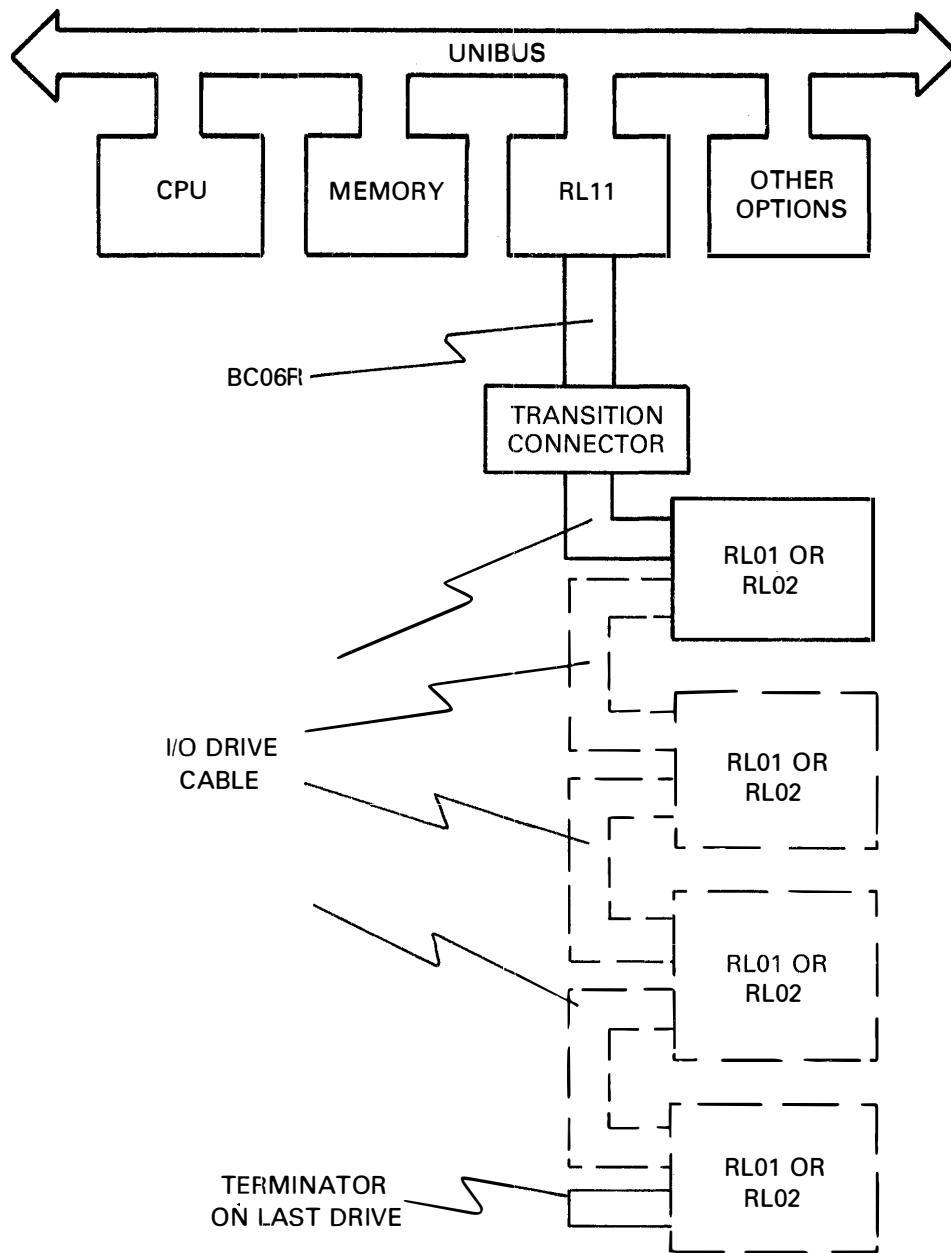 UNIBUS
CPU
MEMORY
RL11
OTHER
OPTIONS
BC06R
TRANSITION
CONNECTOR
RL01 OR
RL02
I/O DRIVE
CABLE
RL01 OR
RL02
RL01 OR
RL02
TERMINATOR
ON LAST DRIVE
RL01 OR
RL02